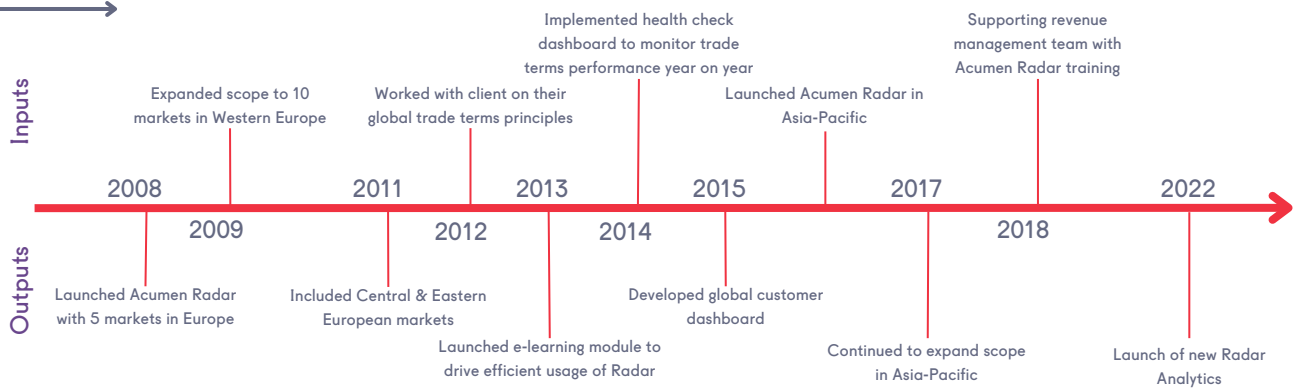 Implemented health check
dashboard to monitor trade
terms performance year on year
Supporting revenue
management team with
Acumen Radar training
Inputs
Expanded scope to 10
markets in Western Europe
Worked with client on their
global trade terms principles
Launched Acumen Radar in
Asia-Pacific
2008
2011
2013
2015
2017
2022
2009
2012
2014
2018
Outputs
Launched Acumen Radar
with 5 markets in Europe
Included Central & Eastern
European markets
Developed global customer
dashboard
Launched e-learning module to
drive efficient usage of Radar
Continued to expand scope
in Asia-Pacific
Launch of new Radar
Analytics